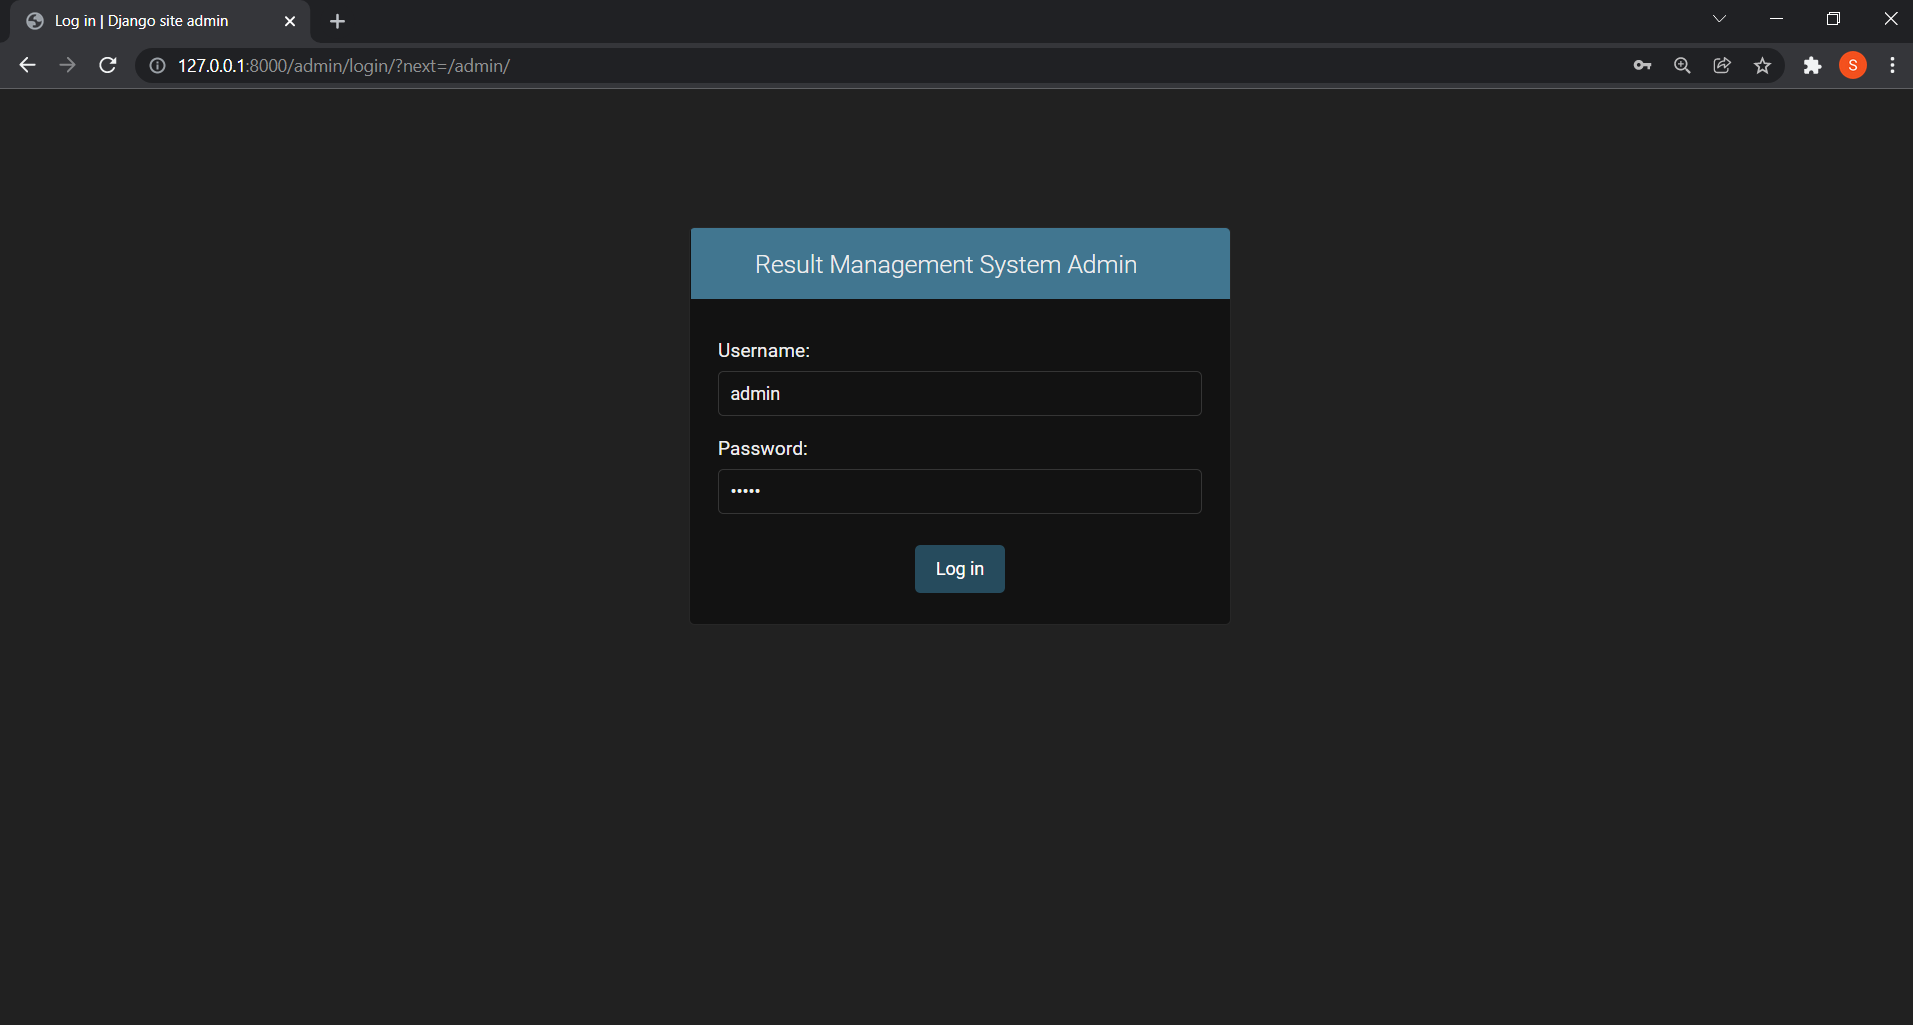 Log in | Django site admin
127.0.0.1:8000/admin/login/?next=/admin/
S
Result Management System Admin
Username:
admin
Password:
•••••
Log in